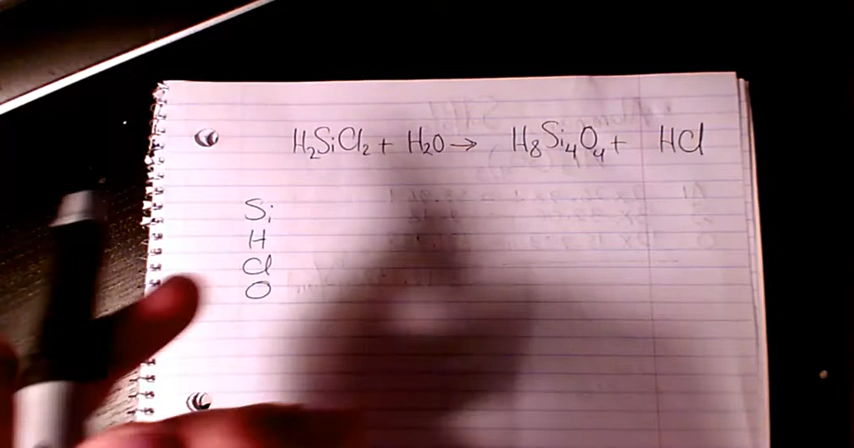 H₂SiCl₂ + H₂O → H₈Si₄O₄ + HCl
Si
H
Cl
O